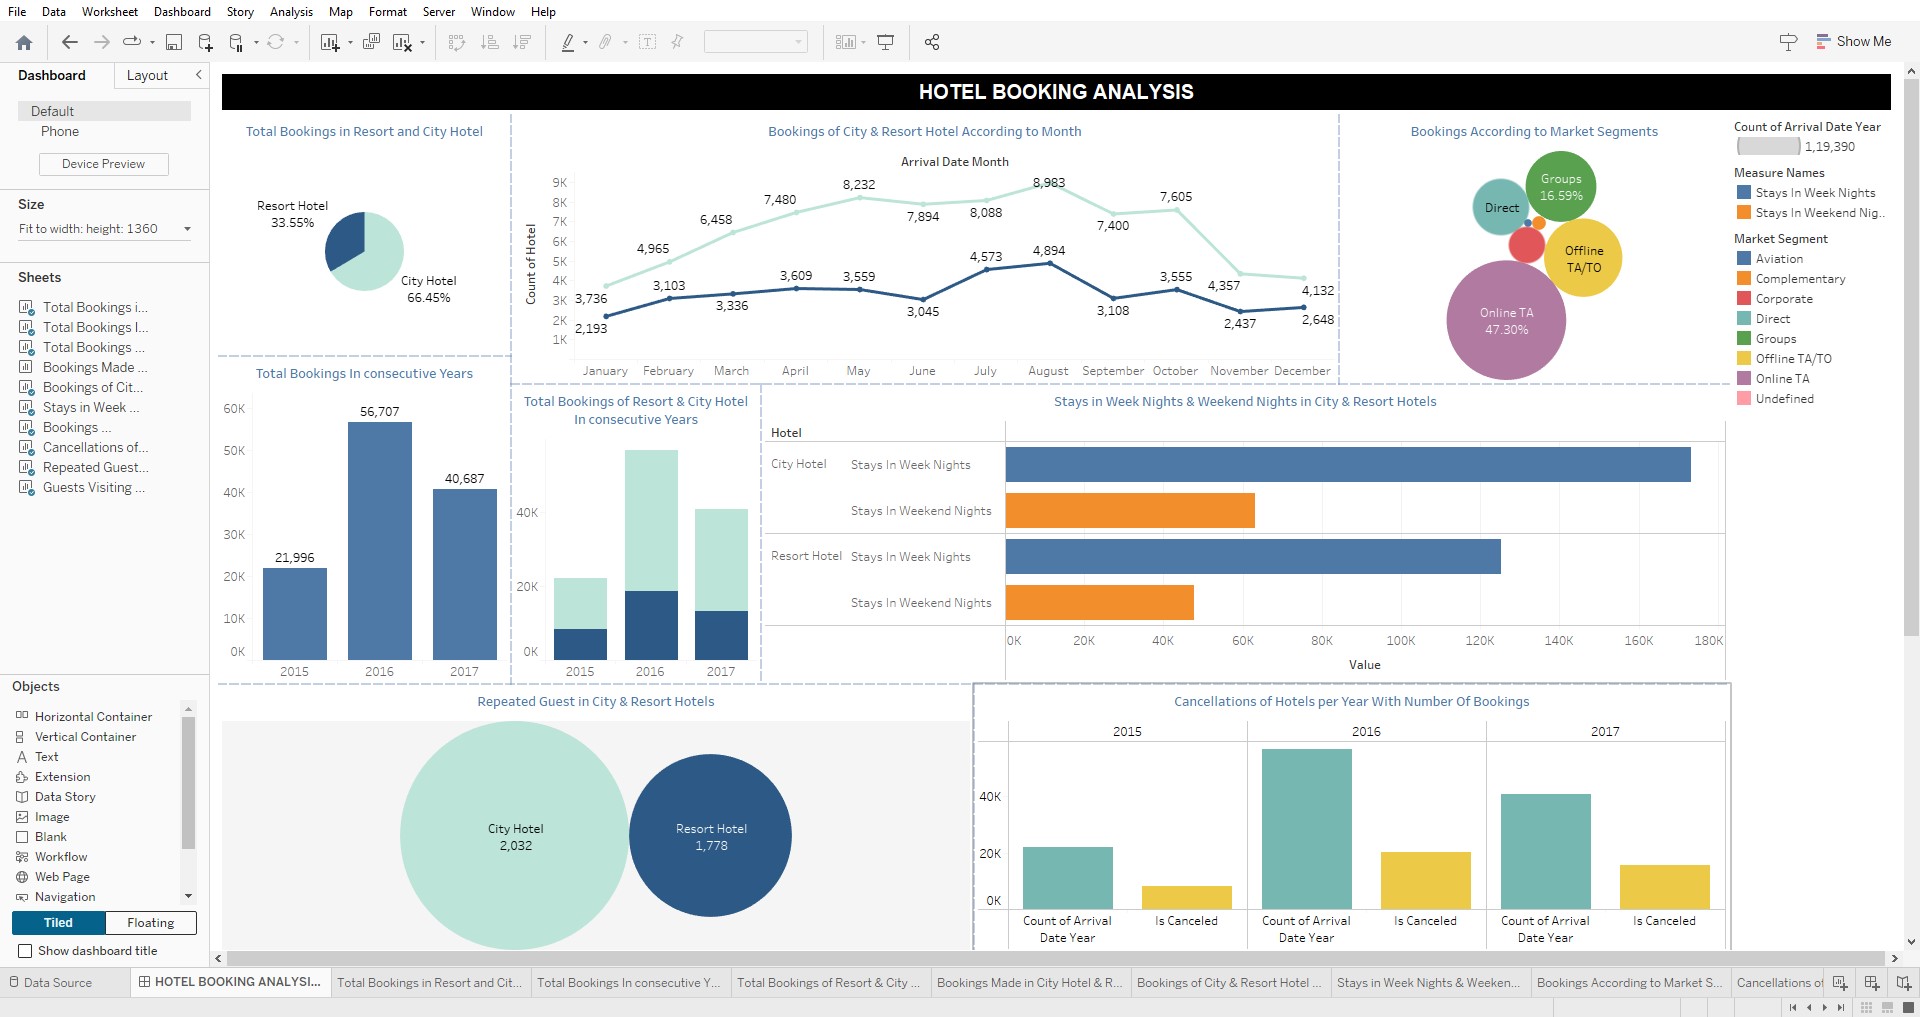 File Data Worksheet Dashboard Story Analysis Map Format Server Window Help
Show Me
Dashboard Layout
Default
Phone
Device Preview
Size
Fit to width: height: 1360
Sheets
Total Bookings i...
Total Bookings I...
Total Bookings ...
Bookings Made ...
Bookings of Cit...
Stays in Week ...
Bookings ...
Cancellations of...
Repeated Guest...
Guests Visiting ...
Objects
Horizontal Container
Vertical Container
Text
Extension
Data Story
Image
Blank
Workflow
Web Page
Navigation
Tiled Floating
Show dashboard title
HOTEL BOOKING ANALYSIS
Total Bookings in Resort and City Hotel
Resort Hotel
33.55%
City Hotel
66.45%
Bookings of City & Resort Hotel According to Month
Arrival Date Month
Count of Hotel
9K
8K
7K
6K
5K
4K
3K
2K
1K
3,736 4,965 6,458 7,480 8,232 7,894 8,088 8,983 7,400 7,605 4,357 4,132
2,193 3,103 3,336 3,609 3,559 3,045 4,573 4,894 3,108 3,555 2,437 2,648
January February March April May June July August September October November December
Bookings According to Market Segments
Groups
16.59%
Direct
Offline
TA/TO
Online TA
47.30%
Count of Arrival Date Year
1,19,390
Measure Names
Stays In Week Nights
Stays In Weekend Nig..
Market Segment
Aviation
Complementary
Corporate
Direct
Groups
Offline TA/TO
Online TA
Undefined
Total Bookings In consecutive Years
60K
50K
40K
30K
20K
10K
0K
21,996 56,707 40,687
2015 2016 2017
Total Bookings of Resort & City Hotel
In consecutive Years
40K
20K
0K
2015 2016 2017
Stays in Week Nights & Weekend Nights in City & Resort Hotels
Hotel
City Hotel Stays In Week Nights
Stays In Weekend Nights
Resort Hotel Stays In Week Nights
Stays In Weekend Nights
0K 20K 40K 60K 80K 100K 120K 140K 160K 180K
Value
Repeated Guest in City & Resort Hotels
City Hotel
2,032
Resort Hotel
1,778
Cancellations of Hotels per Year With Number Of Bookings
2015 2016 2017
40K
20K
0K
Count of Arrival
Date Year
Is Canceled
Count of Arrival
Date Year
Is Canceled
Count of Arrival
Date Year
Is Canceled
Data Source HOTEL BOOKING ANALYSI... Total Bookings in Resort and Cit... Total Bookings In consecutive Y... Total Bookings of Resort & City ... Bookings Made in City Hotel & R... Bookings of City & Resort Hotel ... Stays in Week Nights & Weeken... Bookings According to Market S... Cancellations of